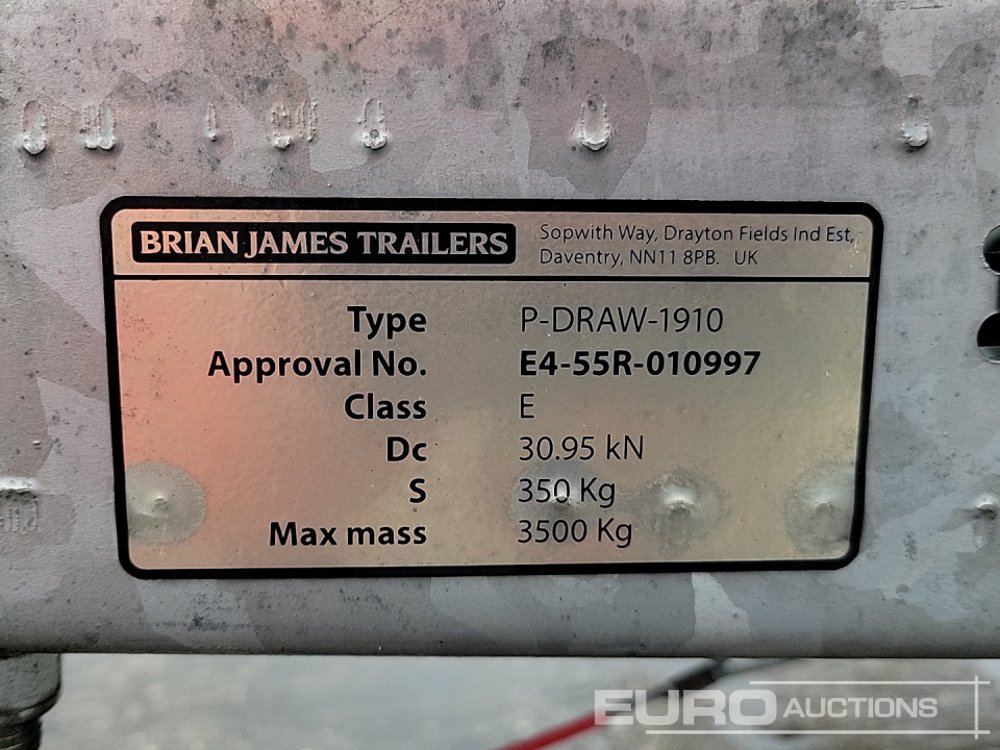 BRIAN JAMES TRAILERS
Sopwith Way, Drayton Fields Ind Est,
Daventry, NN11 8PB. UK
Type P-DRAW-1910
Approval No. E4-55R-010997
Class E
Dc 30.95 kN
S 350 Kg
Max mass 3500 Kg
EURO AUCTIONS